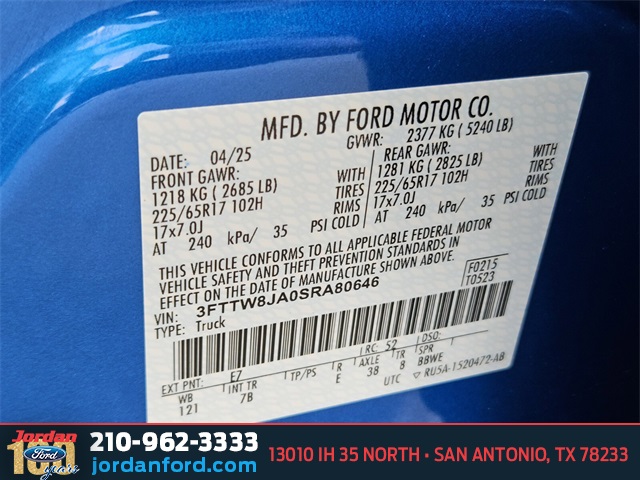 MFD. BY FORD MOTOR CO.
DATE: 04/25 GVWR: 2377 KG ( 5240 LB)
FRONT GAWR: REAR GAWR:
1218 KG ( 2685 LB) WITH 1281 KG ( 2825 LB) WITH
225/65R17 102H TIRES 225/65R17 102H TIRES
17x7.0J RIMS 17x7.0J RIMS
AT 240 kPa/ 35 PSI COLD AT 240 kPa/ 35 PSI COLD
THIS VEHICLE CONFORMS TO ALL APPLICABLE FEDERAL MOTOR
VEHICLE SAFETY AND THEFT PREVENTION STANDARDS IN
EFFECT ON THE DATE OF MANUFACTURE SHOWN ABOVE.
VIN: 3FTTW8JA0SRA80646
TYPE: Truck
F0215
T0523
EXT PNT: E7 RC: 52 DSO:
WB INT TR TP/PS R AXLE TR SPR
121 7B E 38 8 BBWE
UTC ▽ RU5A-1520472-AB
Jordan
Ford
100
years
210-962-3333
jordanford.com
13010 IH 35 NORTH • SAN ANTONIO, TX 78233